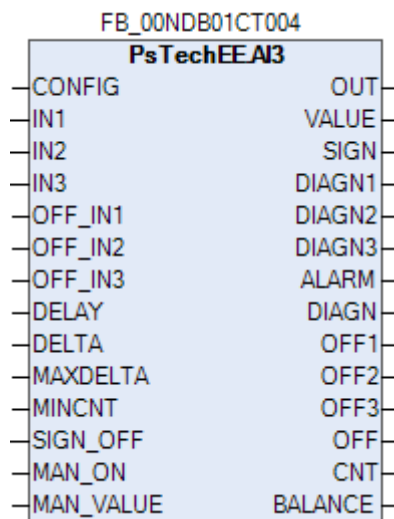 FB_00NDB01CT004
PsTechEE.AI3
CONFIG OUT
IN1 VALUE
IN2 SIGN
IN3 DIAGN1
OFF_IN1 DIAGN2
OFF_IN2 DIAGN3
OFF_IN3 ALARM
DELAY DIAGN
DELTA OFF1
MAXDELTA OFF2
MINCNT OFF3
SIGN_OFF OFF
MAN_ON CNT
MAN_VALUE BALANCE